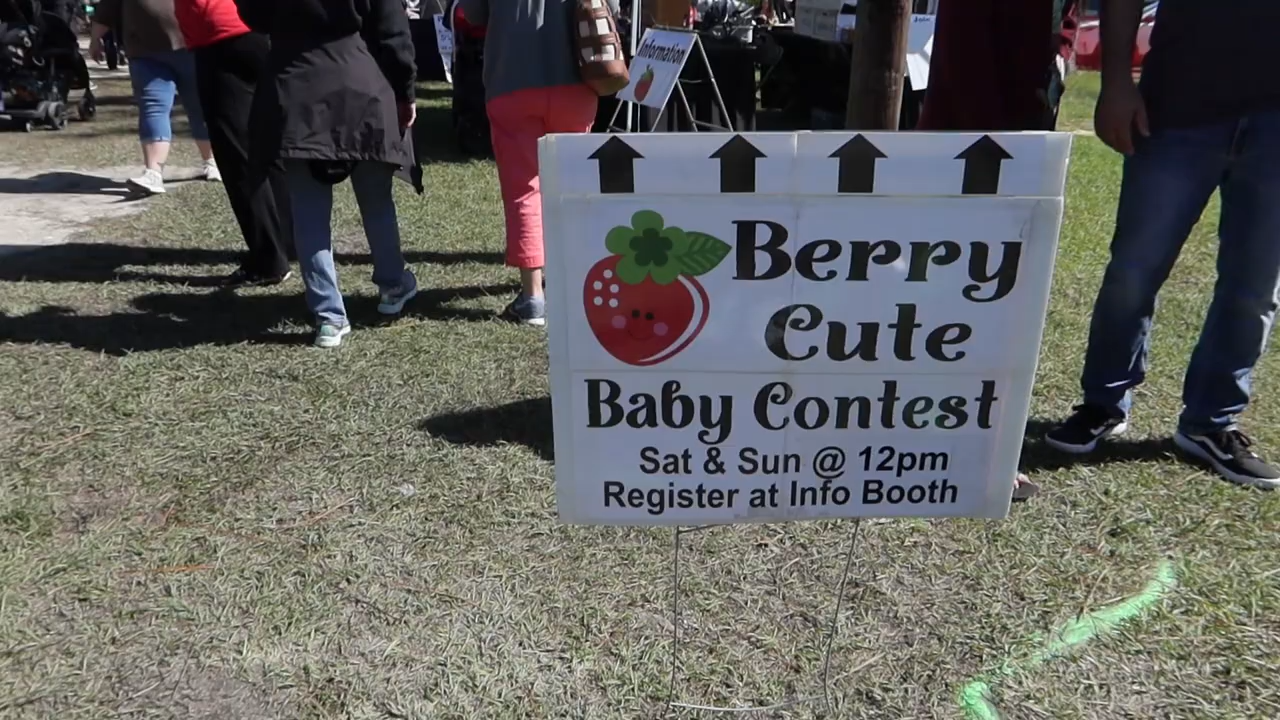 Information
Berry
Cute
Baby Contest
Sat & Sun @ 12pm
Register at Info Booth